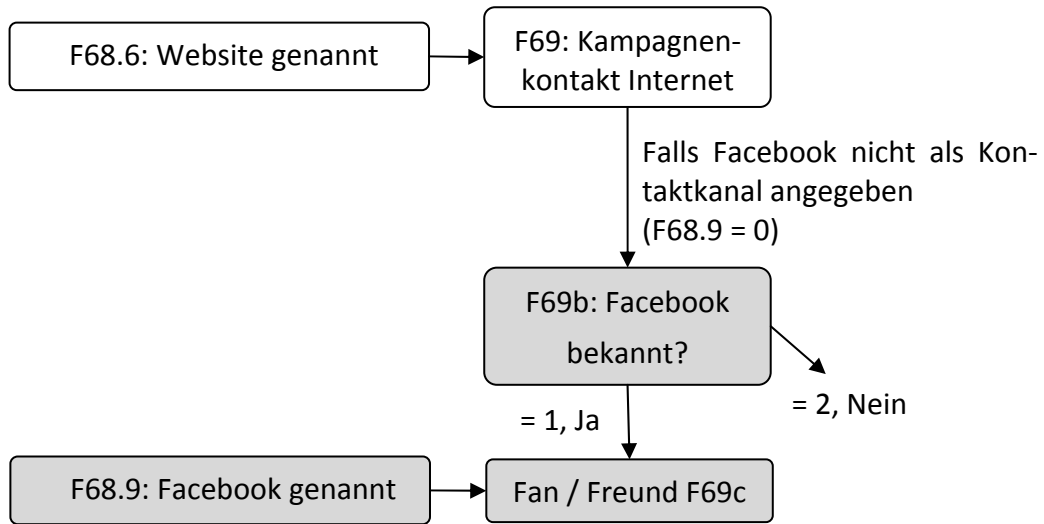 F68.6: Website genannt
F69: Kampagnen-
kontakt Internet
Falls Facebook nicht als Kon-
taktkanal angegeben
(F68.9 = 0)
F69b: Facebook
bekannt?
= 2, Nein
= 1, Ja
F68.9: Facebook genannt
Fan / Freund F69c